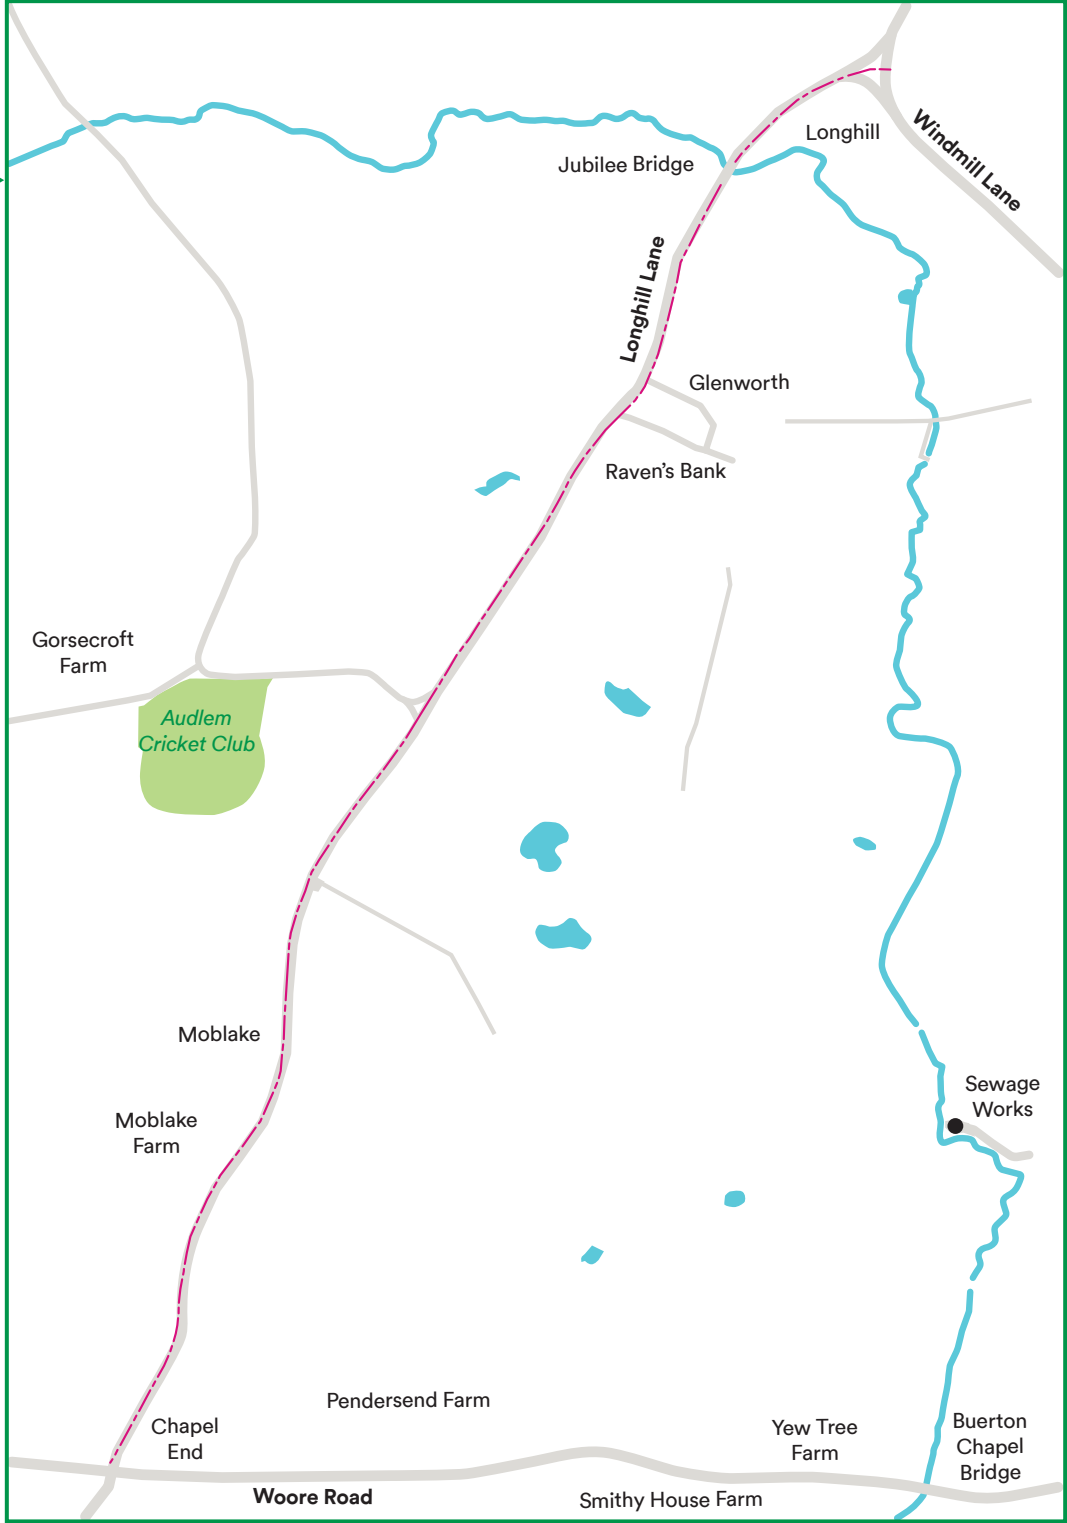 Windmill Lane
Longhill
Jubilee Bridge
Longhill Lane
Glenworth
Raven’s Bank
Gorsecroft
Farm
Audlem
Cricket Club
Moblake
Moblake
Farm
Sewage
Works
Pendersend Farm
Chapel
End
Yew Tree
Farm
Buerton
Chapel
Bridge
Woore Road
Smithy House Farm